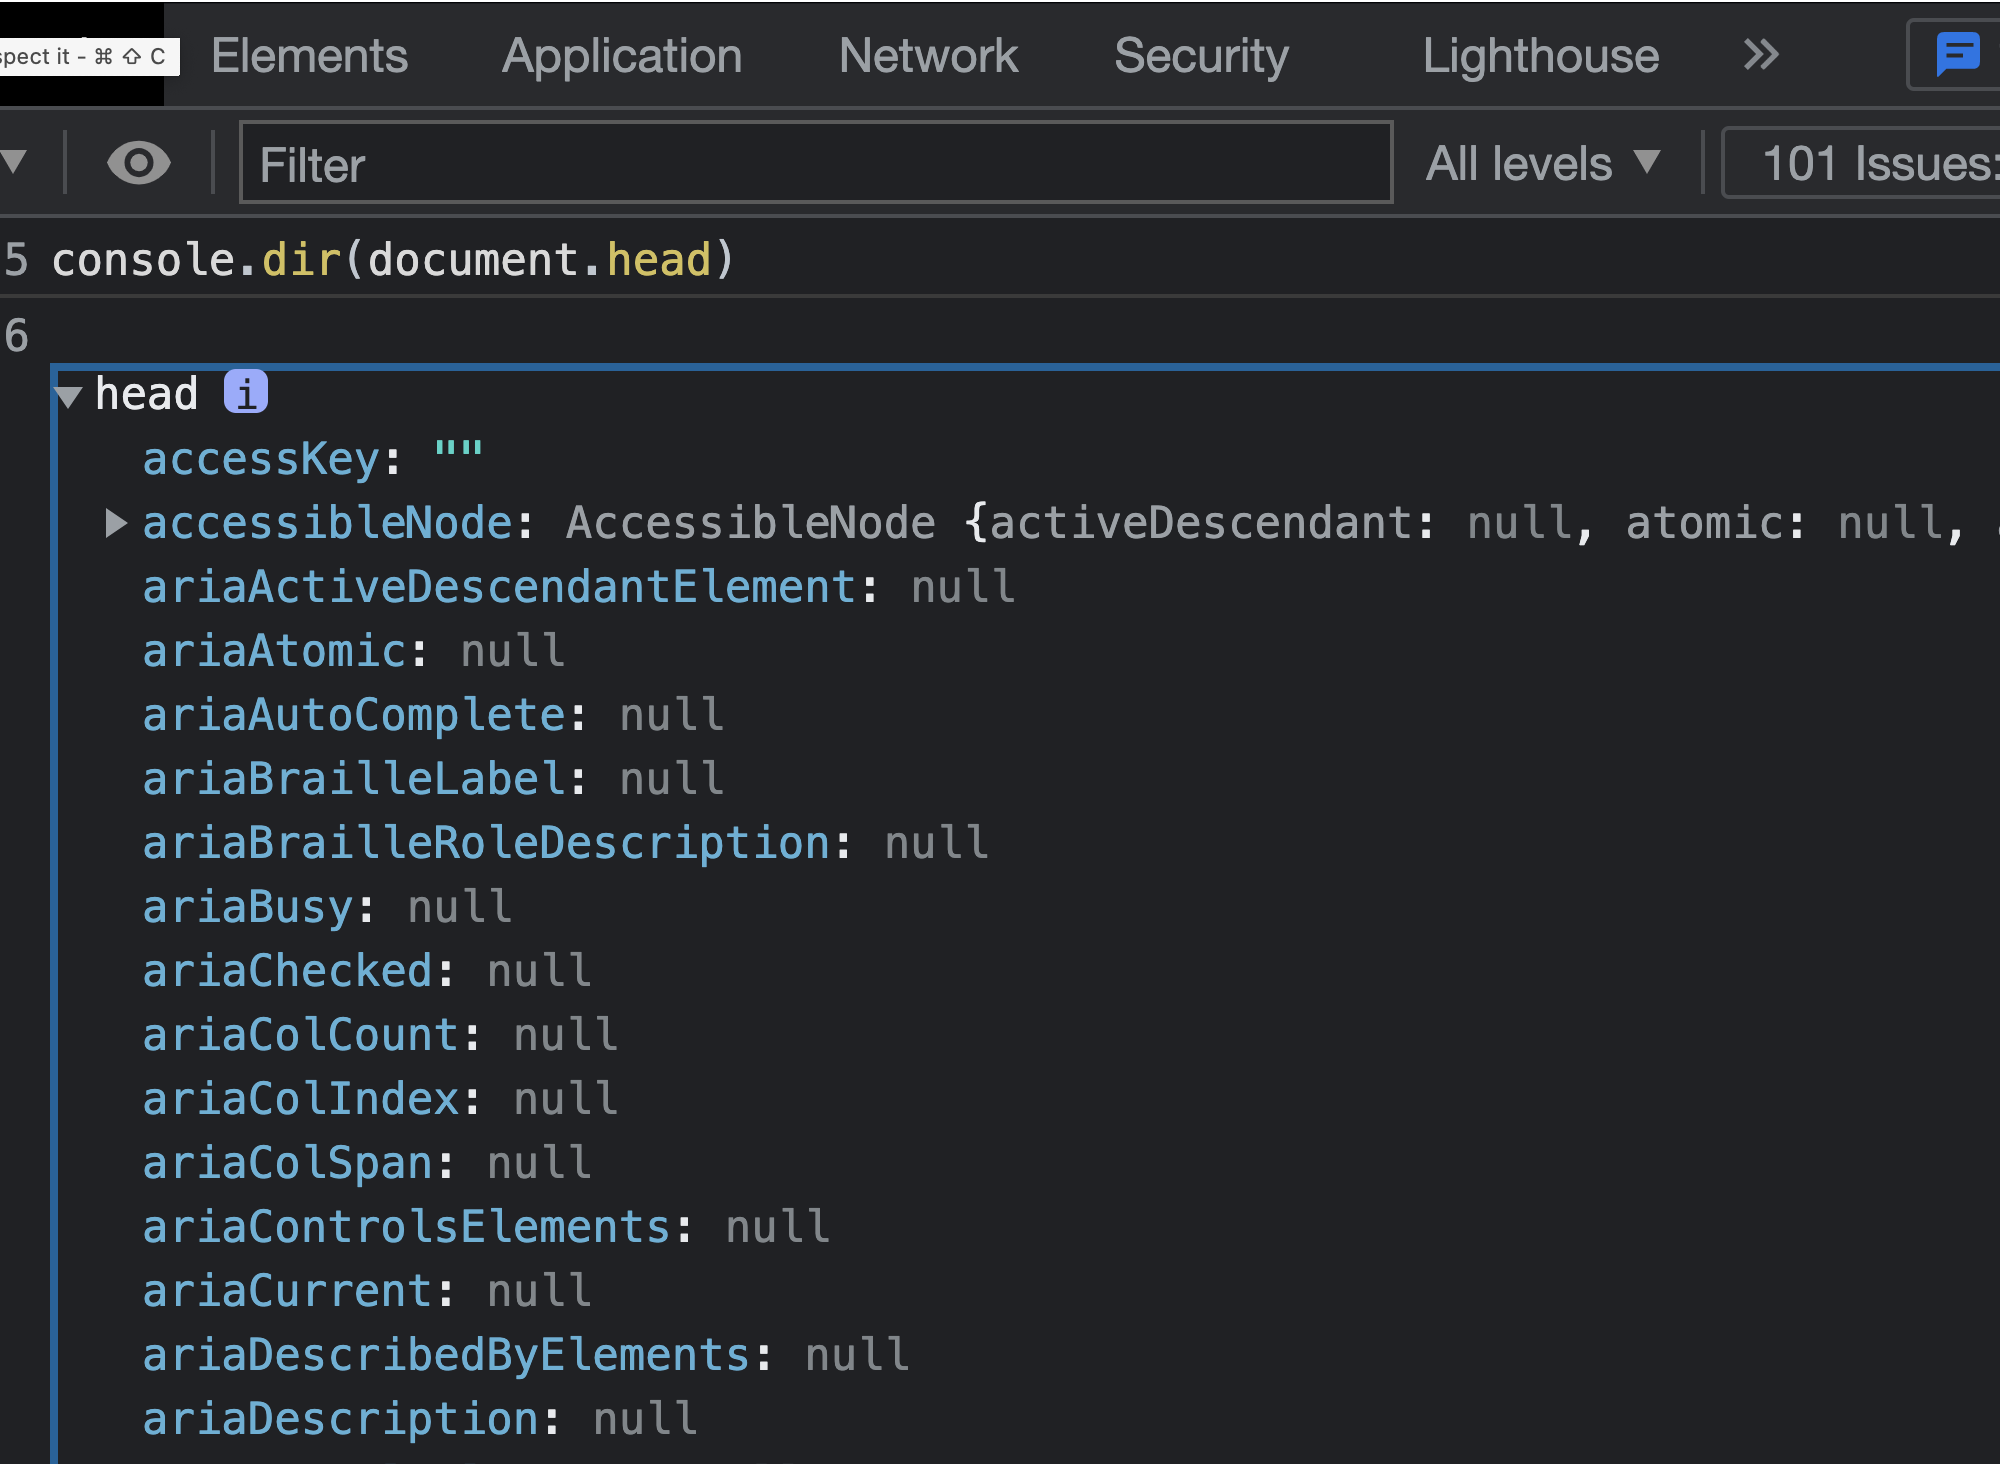 spect it - ⌘ ⇧ C
Elements Application Network Security Lighthouse
Filter All levels ▼ 101 Issues:
5 console.dir(document.head)
6
▼ head i
accessKey: ""
▶ accessibleNode: AccessibleNode {activeDescendant: null, atomic: null,
ariaActiveDescendantElement: null
ariaAtomic: null
ariaAutoComplete: null
ariaBrailleLabel: null
ariaBrailleRoleDescription: null
ariaBusy: null
ariaChecked: null
ariaColCount: null
ariaColIndex: null
ariaColSpan: null
ariaControlsElements: null
ariaCurrent: null
ariaDescribedByElements: null
ariaDescription: null